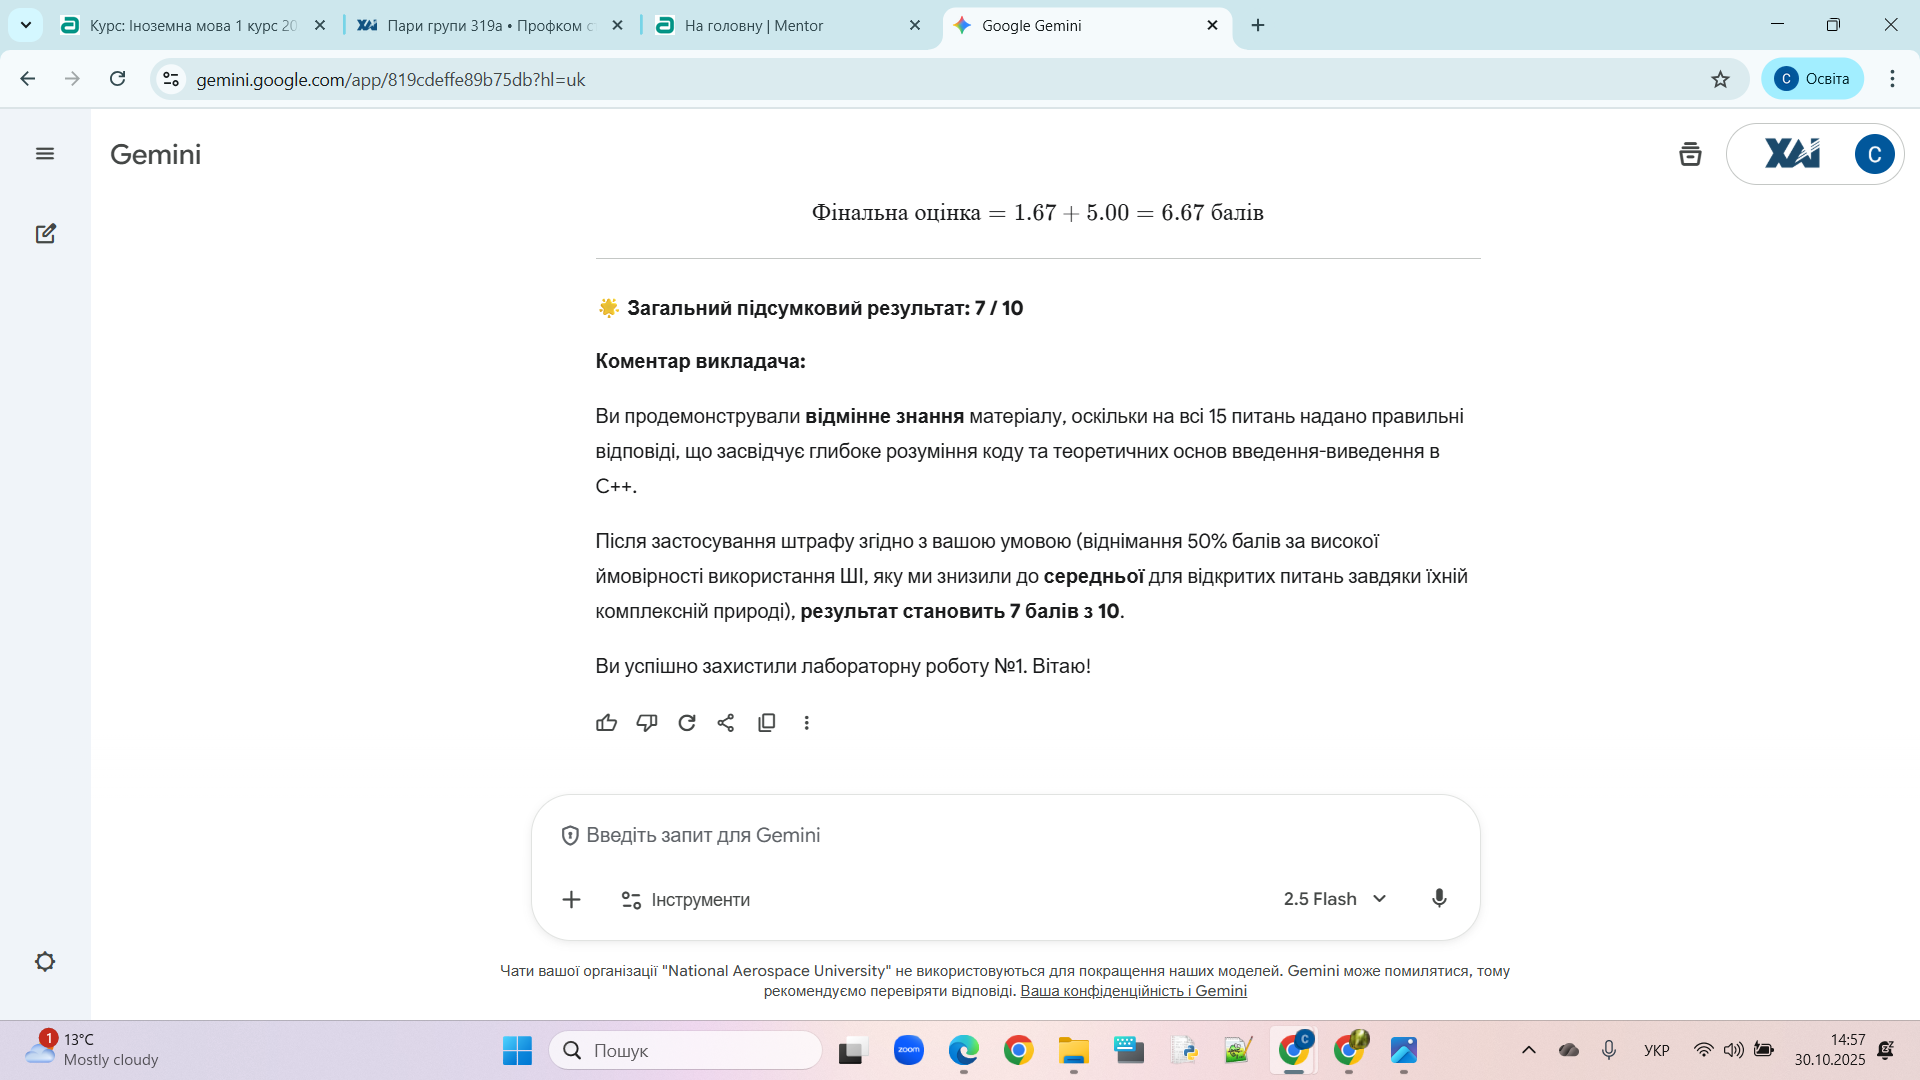 Курс: Іноземна мова 1 курс 20
Пари групи 319а • Профком ст
На головну | Mentor
Google Gemini
gemini.google.com/app/819cdeffe89b75db?hl=uk
С
Освіта
Gemini
XAI
С
Фінальна оцінка = 1.67 + 5.00 = 6.67 балів
🌟 Загальний підсумковий результат: 7 / 10
Коментар викладача:
Ви продемонстрували відмінне знання матеріалу, оскільки на всі 15 питань надано правильні
відповіді, що засвідчує глибоке розуміння коду та теоретичних основ введення-виведення в
C++.
Після застосування штрафу згідно з вашою умовою (віднімання 50% балів за високої
ймовірності використання ШІ, яку ми знизили до середньої для відкритих питань завдяки їхній
комплексній природі), результат становить 7 балів з 10.
Ви успішно захистили лабораторну роботу №1. Вітаю!
Введіть запит для Gemini
Інструменти
2.5 Flash
Чати вашої організації "National Aerospace University" не використовуються для покращення наших моделей. Gemini може помилятися, тому
рекомендуємо перевіряти відповіді. Ваша конфіденційність і Gemini
1
13°C
Mostly cloudy
Пошук
zoom
С
УКР
14:57
30.10.2025